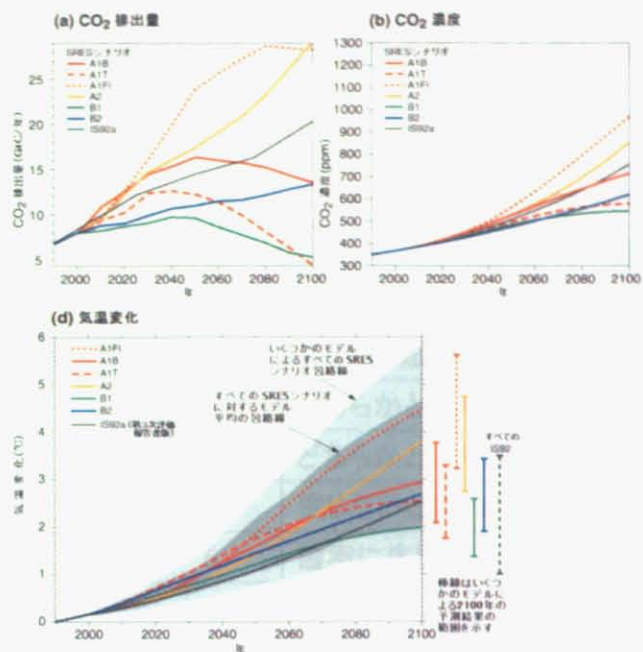 (a) CO2 排出量
SRESシナリオ
A1B
A1T
A1FI
A2
B1
B2
IS92a
CO2 排出量(GtC/年)
25
20
15
10
5
2000
2020
2040
2060
2080
2100
年
(b) CO2 濃度
SRESシナリオ
A1B
A1T
A1FI
A2
B1
B2
IS92a
CO2 濃度(ppm)
1300
1200
1100
1000
900
800
700
600
500
400
300
2000
2020
2040
2060
2080
2100
年
(d) 気温変化
A1FI
A1B
A1T
A2
B1
B2
IS92a
いくつかのモデル
によるすべてのSRES
シナリオ包絡線
すべてのSRESシナリオ
に対するモデル
平均の包絡線
気温変化(℃)
6
5
4
3
2
1
0
2000
2020
2040
2060
2080
2100
年
すべての
IS92
棒線はいくつ
かのモデルに
よる2100年の
予測結果の
範囲を示す